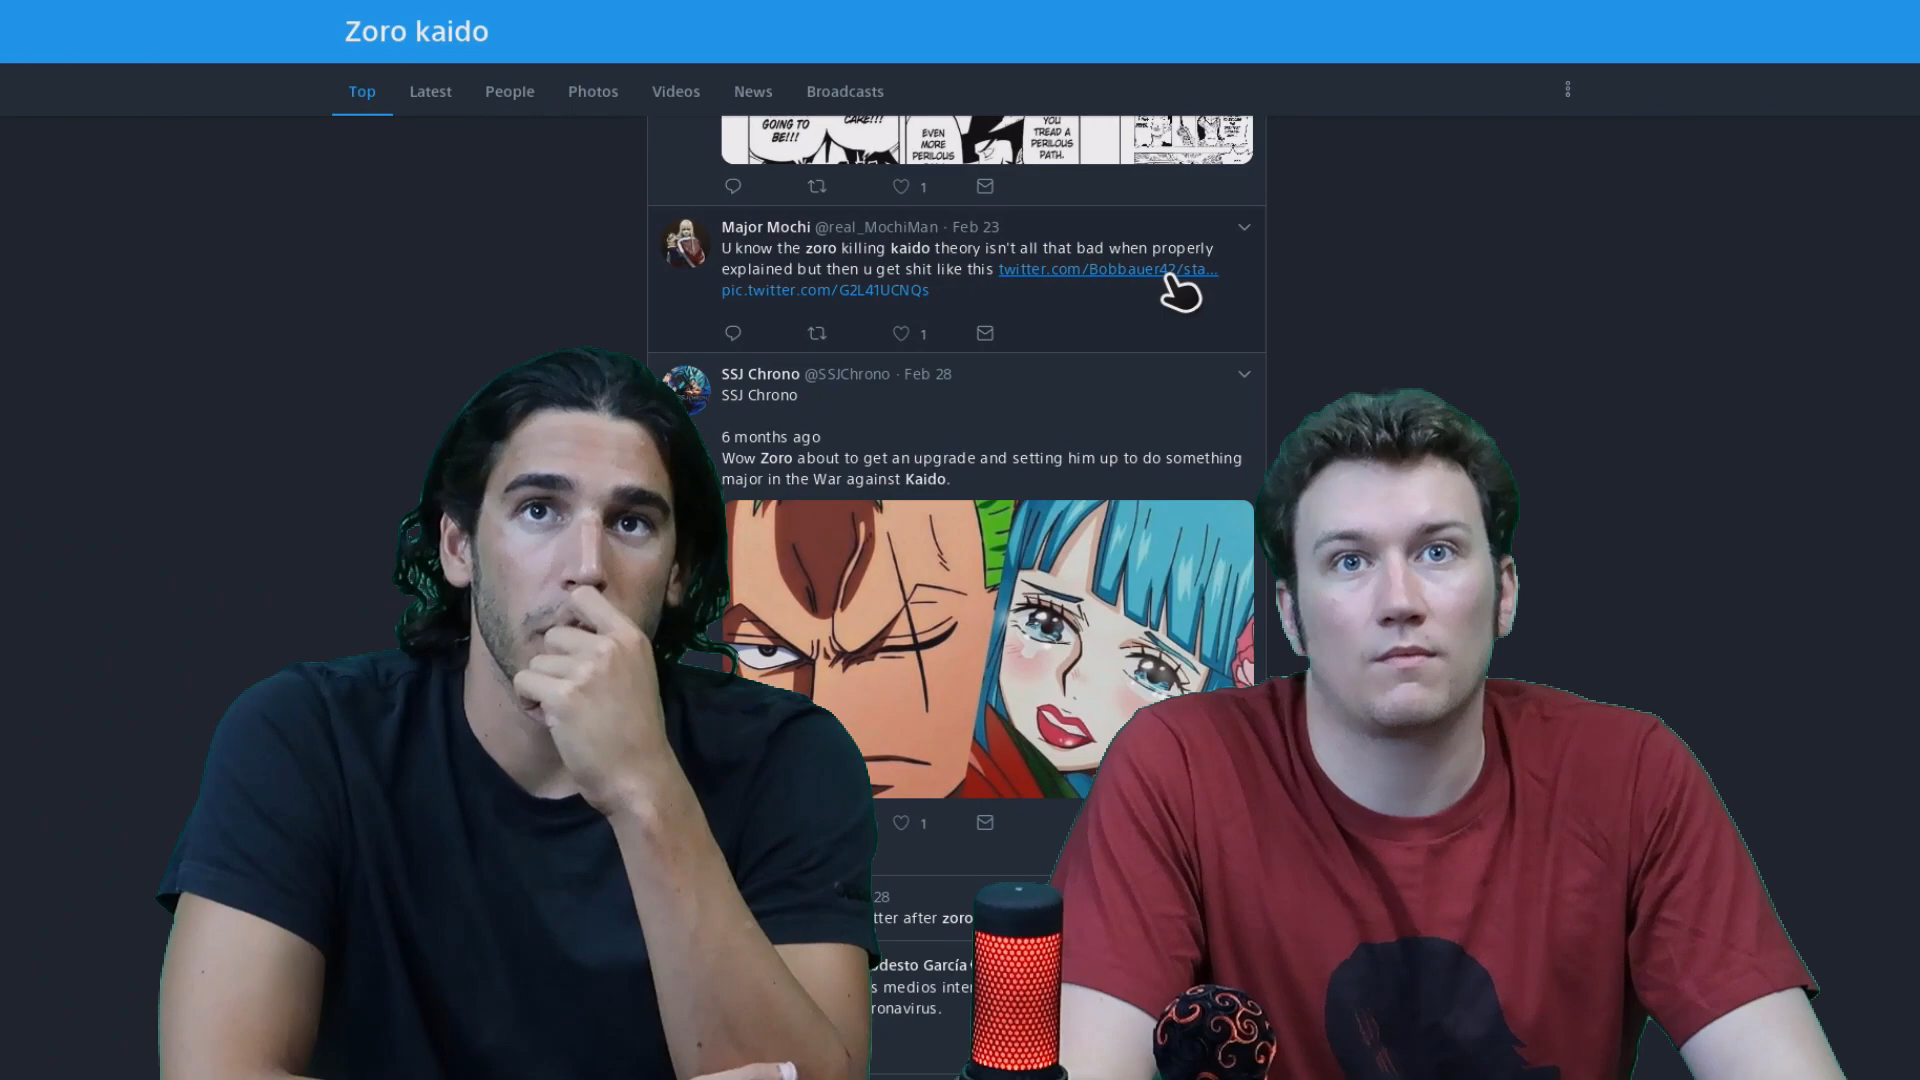 Zoro kaido
Top Latest People Photos Videos News Broadcasts
GOING TO
BE!!!
CAKE!!!
EVEN
MORE
PERILOUS
YOU
TREAD A
PERILOUS
PATH.
1
Major Mochi @real_MochiMan · Feb 23
U know the zoro killing kaido theory isn't all that bad when properly
explained but then u get shit like this twitter.com/Bobbauer42/sta...
pic.twitter.com/G2L41UCNQs
1
SSJ Chrono @SSJChrono · Feb 28
SSJ Chrono
6 months ago
Wow Zoro about to get an upgrade and setting him up to do something
major in the War against Kaido.
1
28
tter after zoro
odesto García
s medios inter
ronavirus.